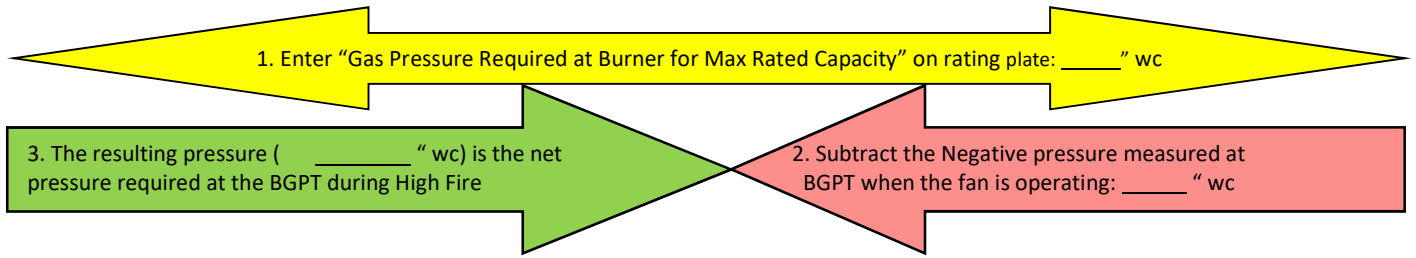 1. Enter “Gas Pressure Required at Burner for Max Rated Capacity” on rating plate: ______” wc
3. The resulting pressure ( _________ “ wc) is the net
pressure required at the BGPT during High Fire
2. Subtract the Negative pressure measured at
BGPT when the fan is operating: ______ “ wc